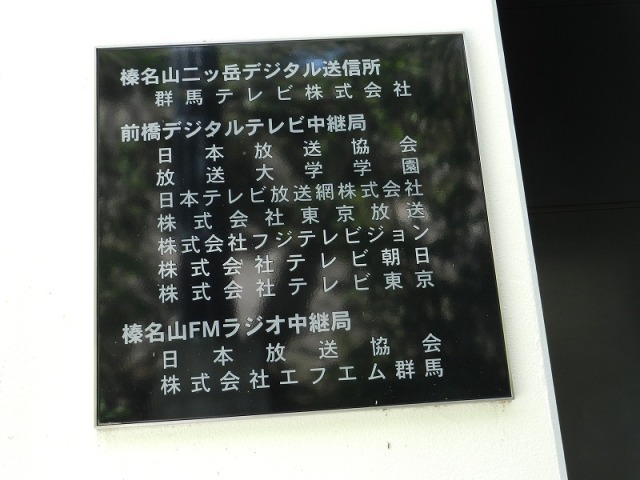 榛名山二ッ岳デジタル送信所
群馬テレビ株式会社
前橋デジタルテレビ中継局
日本放送協会
放送大学学園
日本テレビ放送網株式会社
株式会社東京放送
株式会社フジテレビジョン
株式会社テレビ朝日
株式会社テレビ東京
榛名山FMラジオ中継局
日本放送協会
株式会社エフエム群馬